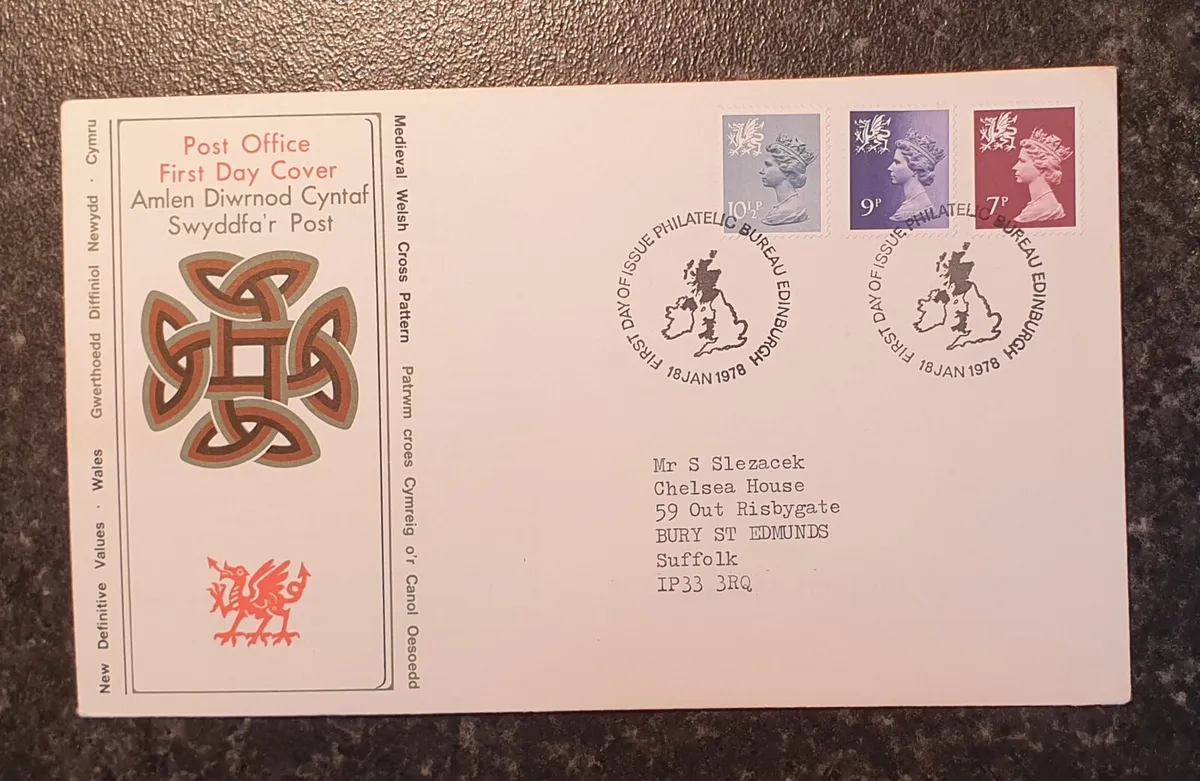 New Definitive Values · Wales Gwerthoedd Diffiniol Newydd · Cymru
Post Office
First Day Cover
Amlen Diwrnod Cyntaf
Swyddfa'r Post
Medieval Welsh Cross Pattern Patrwm croes Cymreig o'r Canol Oesoedd
10½P
9P
7P
FIRST DAY OF ISSUE PHILATELIC BUREAU EDINBURGH
18 JAN 1978
FIRST DAY OF ISSUE PHILATELIC BUREAU EDINBURGH
18 JAN 1978
Mr S Slezacek
Chelsea House
59 Out Risbygate
BURY ST EDMUNDS
Suffolk
IP33 3RQ